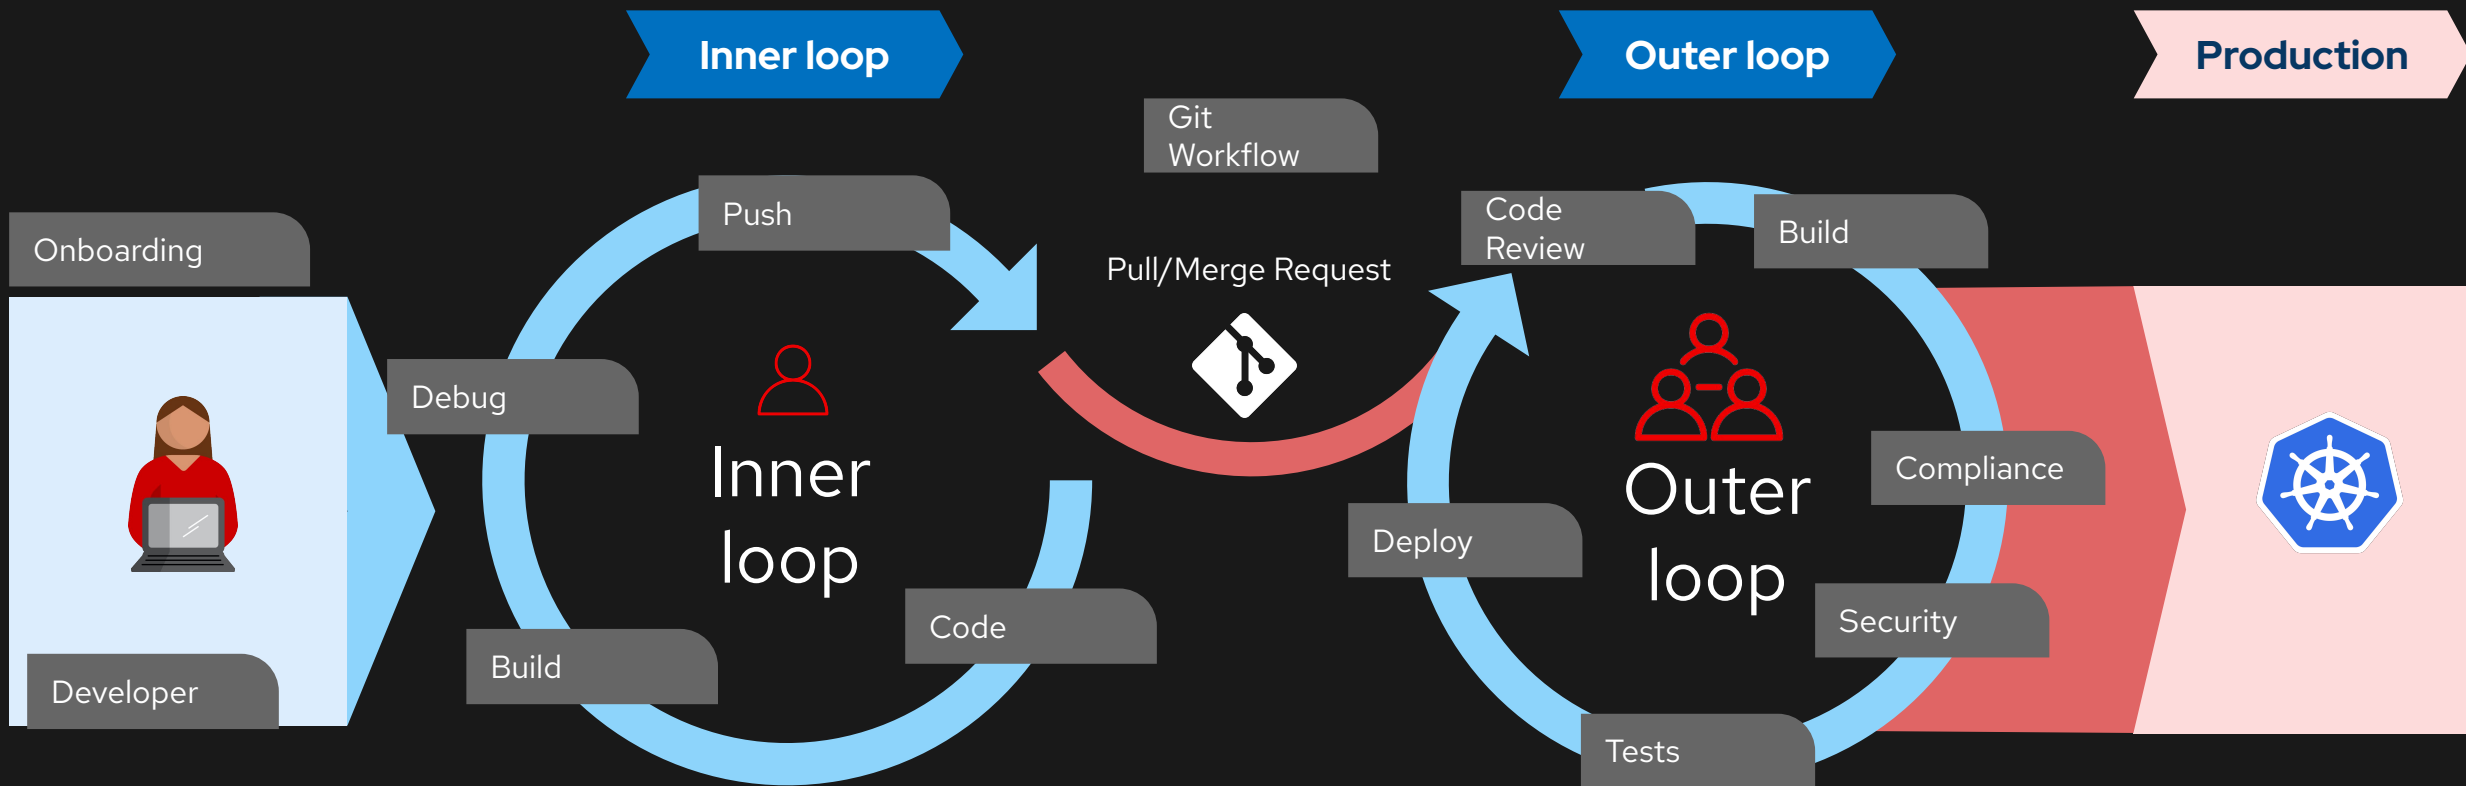 Inner loop
Outer loop
Production
Git
Workflow
Onboarding
Push
Pull/Merge Request
Code
Review
Build
Debug
Inner
loop
Outer
loop
Compliance
Deploy
Security
Code
Build
Developer
Tests